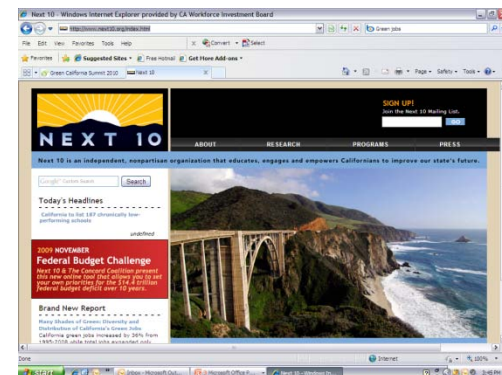 Next 10 - Windows Internet Explorer provided by CA Workforce Investment Board
http://www.next10.org/index.html
Green jobs
File Edit View Favorites Tools Help
Convert
Select
Favorites
Suggested Sites
Free Hotmail
Get More Add-ons
Green California Summit 2010
Next 10
Page
Safety
Tools
SIGN UP!
Join the Next 10 Mailing List.
GO
NEXT 10
ABOUT RESEARCH PROGRAMS PRESS
Next 10 is an independent, nonpartisan organization that educates, engages and empowers Californians to improve our state's future.
Google Custom Search
Search
Today's Headlines
California to list 187 chronically low-
performing schools
undefined
2009 NOVEMBER
Federal Budget Challenge
Next 10 & The Concord Coalition present
this new online tool that allows you to set
your own priorities for the $14.4 trillion
federal budget deficit over 10 years.
Brand New Report
Many Shades of Green: Diversity and
Distribution of California's Green Jobs
California green jobs increased by 36% from
1995-2008 while total jobs expanded only
Done
Internet
100%
start
Inbox - Microsoft Out...
3 Microsoft Office P...
Next 10 - Windows In...
2:48 PM